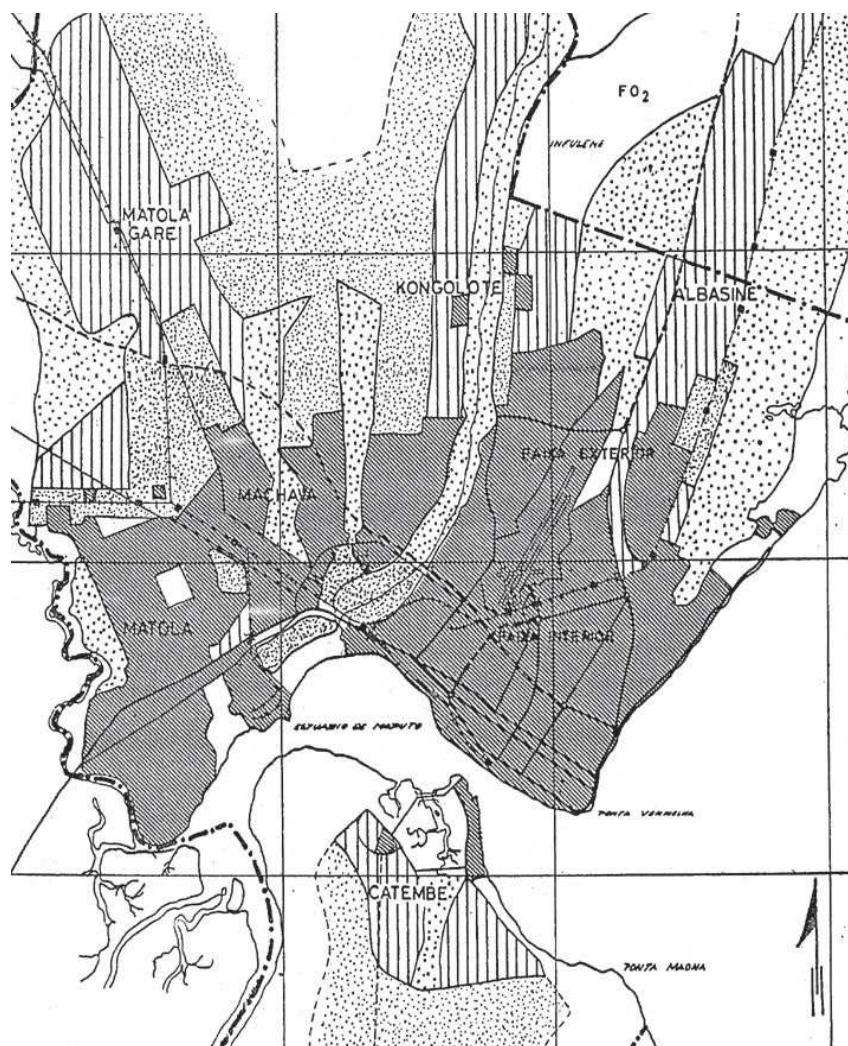 FO2
INFULENE
MATOLA
GARE
KONGOLOTE
ALBASINE
FAIXA EXTERIOR
MACHAVA
MATOLA
FAIXA INTERIOR
ESTUARIO DE MAPUTO
PONTA VERMELHA
CATEMBE
PONTA MAONA